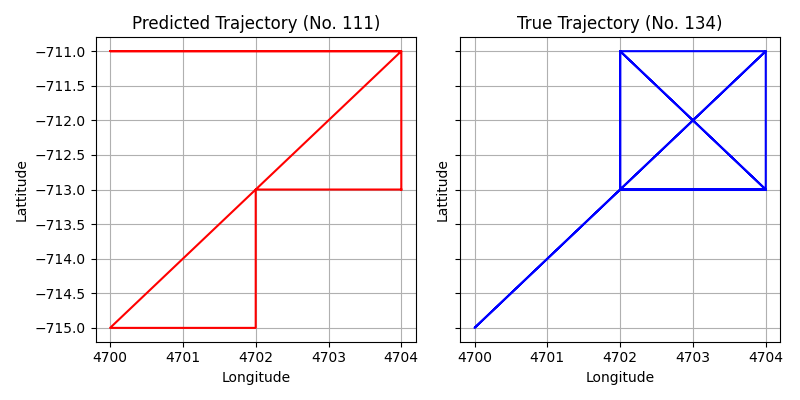 Predicted Trajectory (No. 111)
−711.0
−711.5
−712.0
−712.5
−713.0
−713.5
−714.0
−714.5
−715.0
Lattitude
4700 4701 4702 4703 4704
Longitude
True Trajectory (No. 134)
Lattitude
4700 4701 4702 4703 4704
Longitude